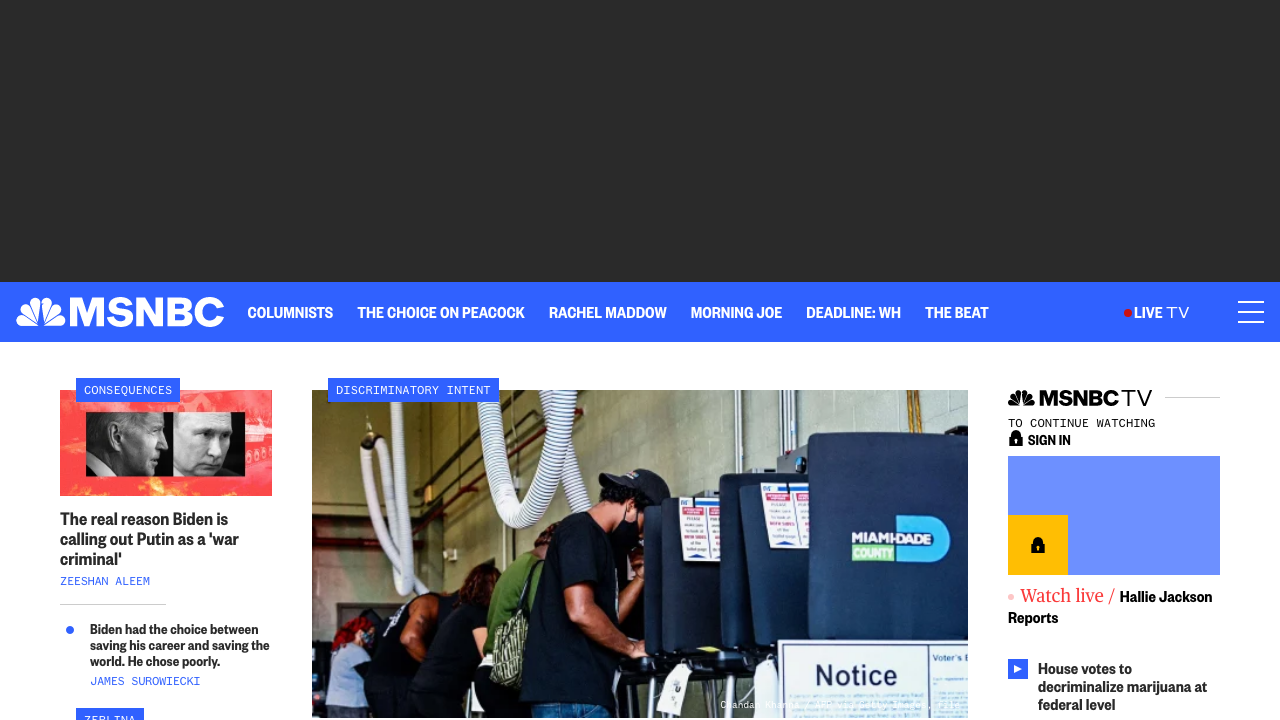 MSNBC
COLUMNISTS THE CHOICE ON PEACOCK RACHEL MADDOW MORNING JOE DEADLINE: WH THE BEAT
LIVE TV
CONSEQUENCES
The real reason Biden is
calling out Putin as a 'war
criminal'
ZEESHAN ALEEM
Biden had the choice between
saving his career and saving the
world. He chose poorly.
JAMES SUROWIECKI
ZERLINA
DISCRIMINATORY INTENT
MIAMI-DADE
COUNTY
Notice
Voter's
MSNBC TV
TO CONTINUE WATCHING
SIGN IN
Watch live / Hallie Jackson
Reports
House votes to
decriminalize marijuana at
federal level